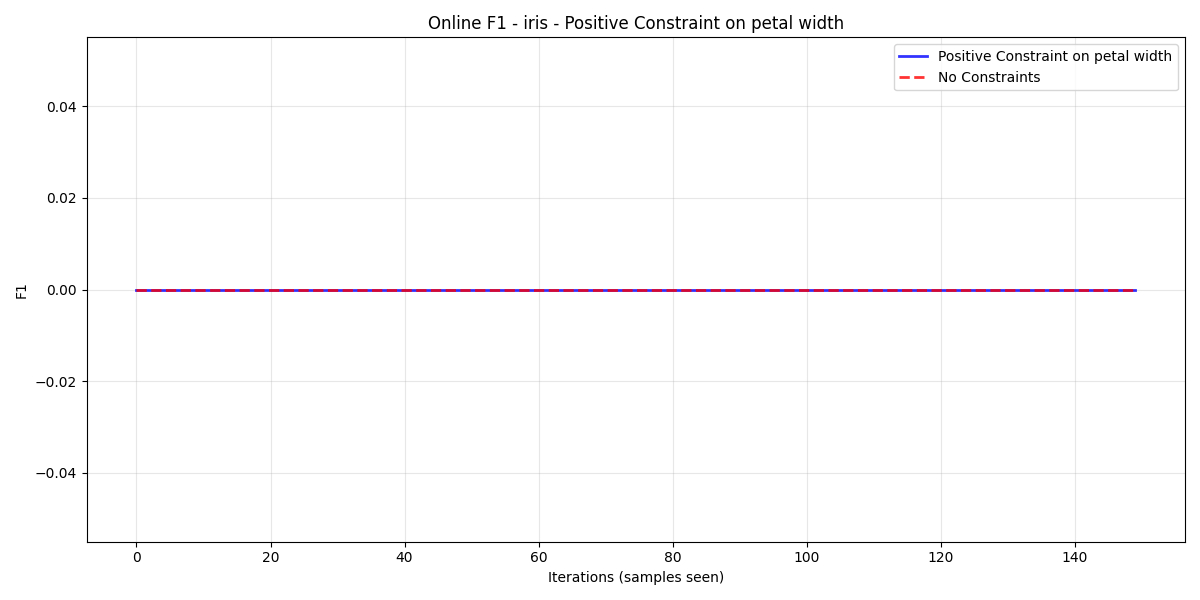 Online F1 - iris - Positive Constraint on petal width
Positive Constraint on petal width
No Constraints
0.04
0.02
0.00
−0.02
−0.04
F1
0 20 40 60 80 100 120 140
Iterations (samples seen)